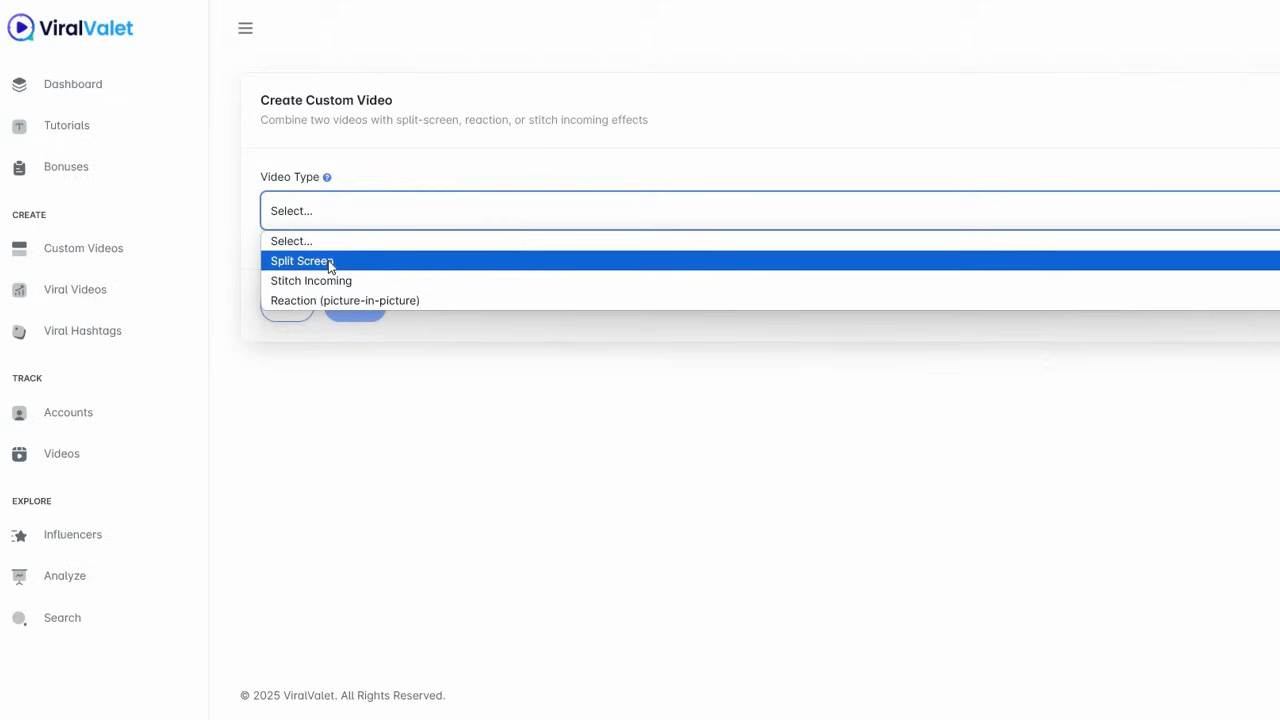 ViralValet
Dashboard
Tutorials
Bonuses
CREATE
Custom Videos
Viral Videos
Viral Hashtags
TRACK
Accounts
Videos
EXPLORE
Influencers
Analyze
Search
Create Custom Video
Combine two videos with split-screen, reaction, or stitch incoming effects
Video Type ?
Select...
Select...
Split Screen
Stitch Incoming
Reaction (picture-in-picture)
© 2025 ViralValet. All Rights Reserved.